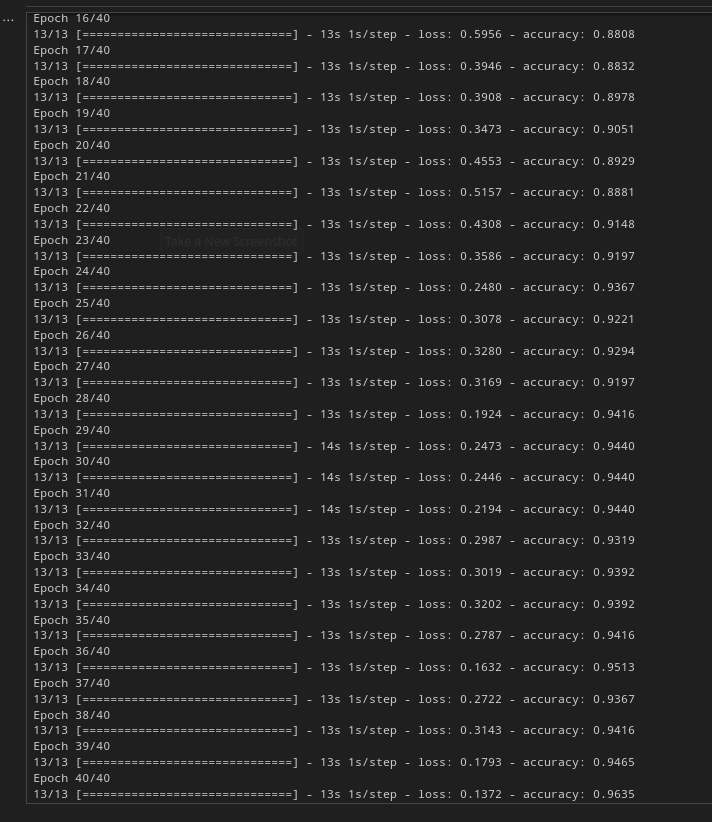 ...
Epoch 16/40
13/13 [==============================] - 13s 1s/step - loss: 0.5956 - accuracy: 0.8808
Epoch 17/40
13/13 [==============================] - 13s 1s/step - loss: 0.3946 - accuracy: 0.8832
Epoch 18/40
13/13 [==============================] - 13s 1s/step - loss: 0.3908 - accuracy: 0.8978
Epoch 19/40
13/13 [==============================] - 13s 1s/step - loss: 0.3473 - accuracy: 0.9051
Epoch 20/40
13/13 [==============================] - 13s 1s/step - loss: 0.4553 - accuracy: 0.8929
Epoch 21/40
13/13 [==============================] - 13s 1s/step - loss: 0.5157 - accuracy: 0.8881
Epoch 22/40
13/13 [==============================] - 13s 1s/step - loss: 0.4308 - accuracy: 0.9148
Epoch 23/40
Take a New Screenshot
13/13 [==============================] - 13s 1s/step - loss: 0.3586 - accuracy: 0.9197
Epoch 24/40
13/13 [==============================] - 13s 1s/step - loss: 0.2480 - accuracy: 0.9367
Epoch 25/40
13/13 [==============================] - 13s 1s/step - loss: 0.3078 - accuracy: 0.9221
Epoch 26/40
13/13 [==============================] - 13s 1s/step - loss: 0.3280 - accuracy: 0.9294
Epoch 27/40
13/13 [==============================] - 13s 1s/step - loss: 0.3169 - accuracy: 0.9197
Epoch 28/40
13/13 [==============================] - 13s 1s/step - loss: 0.1924 - accuracy: 0.9416
Epoch 29/40
13/13 [==============================] - 14s 1s/step - loss: 0.2473 - accuracy: 0.9440
Epoch 30/40
13/13 [==============================] - 14s 1s/step - loss: 0.2446 - accuracy: 0.9440
Epoch 31/40
13/13 [==============================] - 14s 1s/step - loss: 0.2194 - accuracy: 0.9440
Epoch 32/40
13/13 [==============================] - 13s 1s/step - loss: 0.2987 - accuracy: 0.9319
Epoch 33/40
13/13 [==============================] - 13s 1s/step - loss: 0.3019 - accuracy: 0.9392
Epoch 34/40
13/13 [==============================] - 13s 1s/step - loss: 0.3202 - accuracy: 0.9392
Epoch 35/40
13/13 [==============================] - 13s 1s/step - loss: 0.2787 - accuracy: 0.9416
Epoch 36/40
13/13 [==============================] - 13s 1s/step - loss: 0.1632 - accuracy: 0.9513
Epoch 37/40
13/13 [==============================] - 13s 1s/step - loss: 0.2722 - accuracy: 0.9367
Epoch 38/40
13/13 [==============================] - 13s 1s/step - loss: 0.3143 - accuracy: 0.9416
Epoch 39/40
13/13 [==============================] - 13s 1s/step - loss: 0.1793 - accuracy: 0.9465
Epoch 40/40
13/13 [==============================] - 13s 1s/step - loss: 0.1372 - accuracy: 0.9635